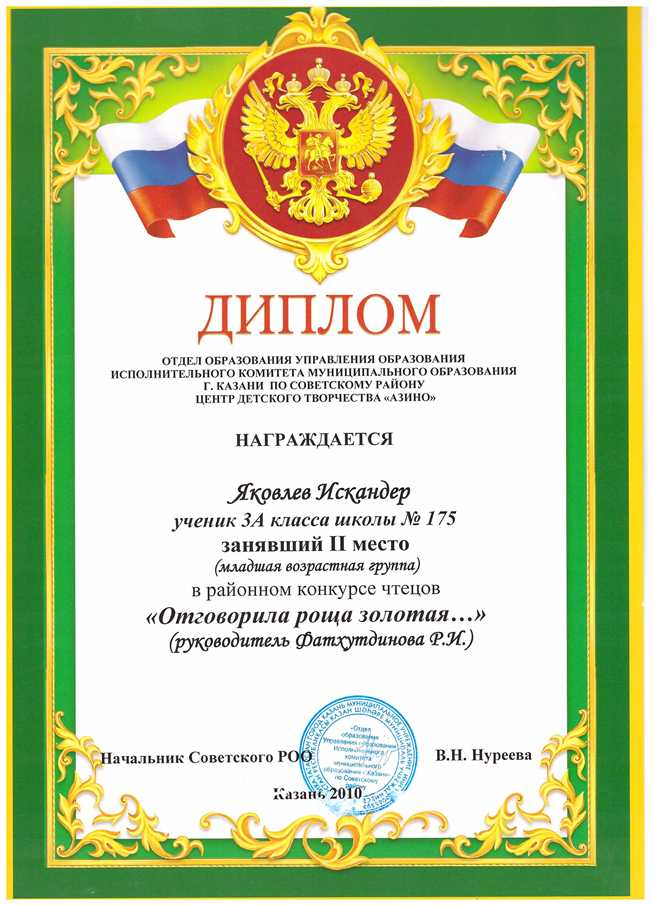 ДИПЛОМ
ОТДЕЛ ОБРАЗОВАНИЯ УПРАВЛЕНИЯ ОБРАЗОВАНИЯ
ИСПОЛНИТЕЛЬНОГО КОМИТЕТА МУНИЦИПАЛЬНОГО ОБРАЗОВАНИЯ
Г. КАЗАНИ ПО СОВЕТСКОМУ РАЙОНУ
ЦЕНТР ДЕТСКОГО ТВОРЧЕСТВА «АЗИНО»
НАГРАЖДАЕТСЯ
Яковлев Искандер
ученик 3А класса школы № 175
занявший II место
(младшая возрастная группа)
в районном конкурсе чтецов
«Отговорила роща золотая…»
(руководитель Фатхутдинова Р.И.)
«Отдел
образования
Управления образования
Исполнительного
комитета
муниципального
образования г. Казани»
по Советскому
району
Начальник Советского РОО
В.Н. Нуреева
Казань 2010